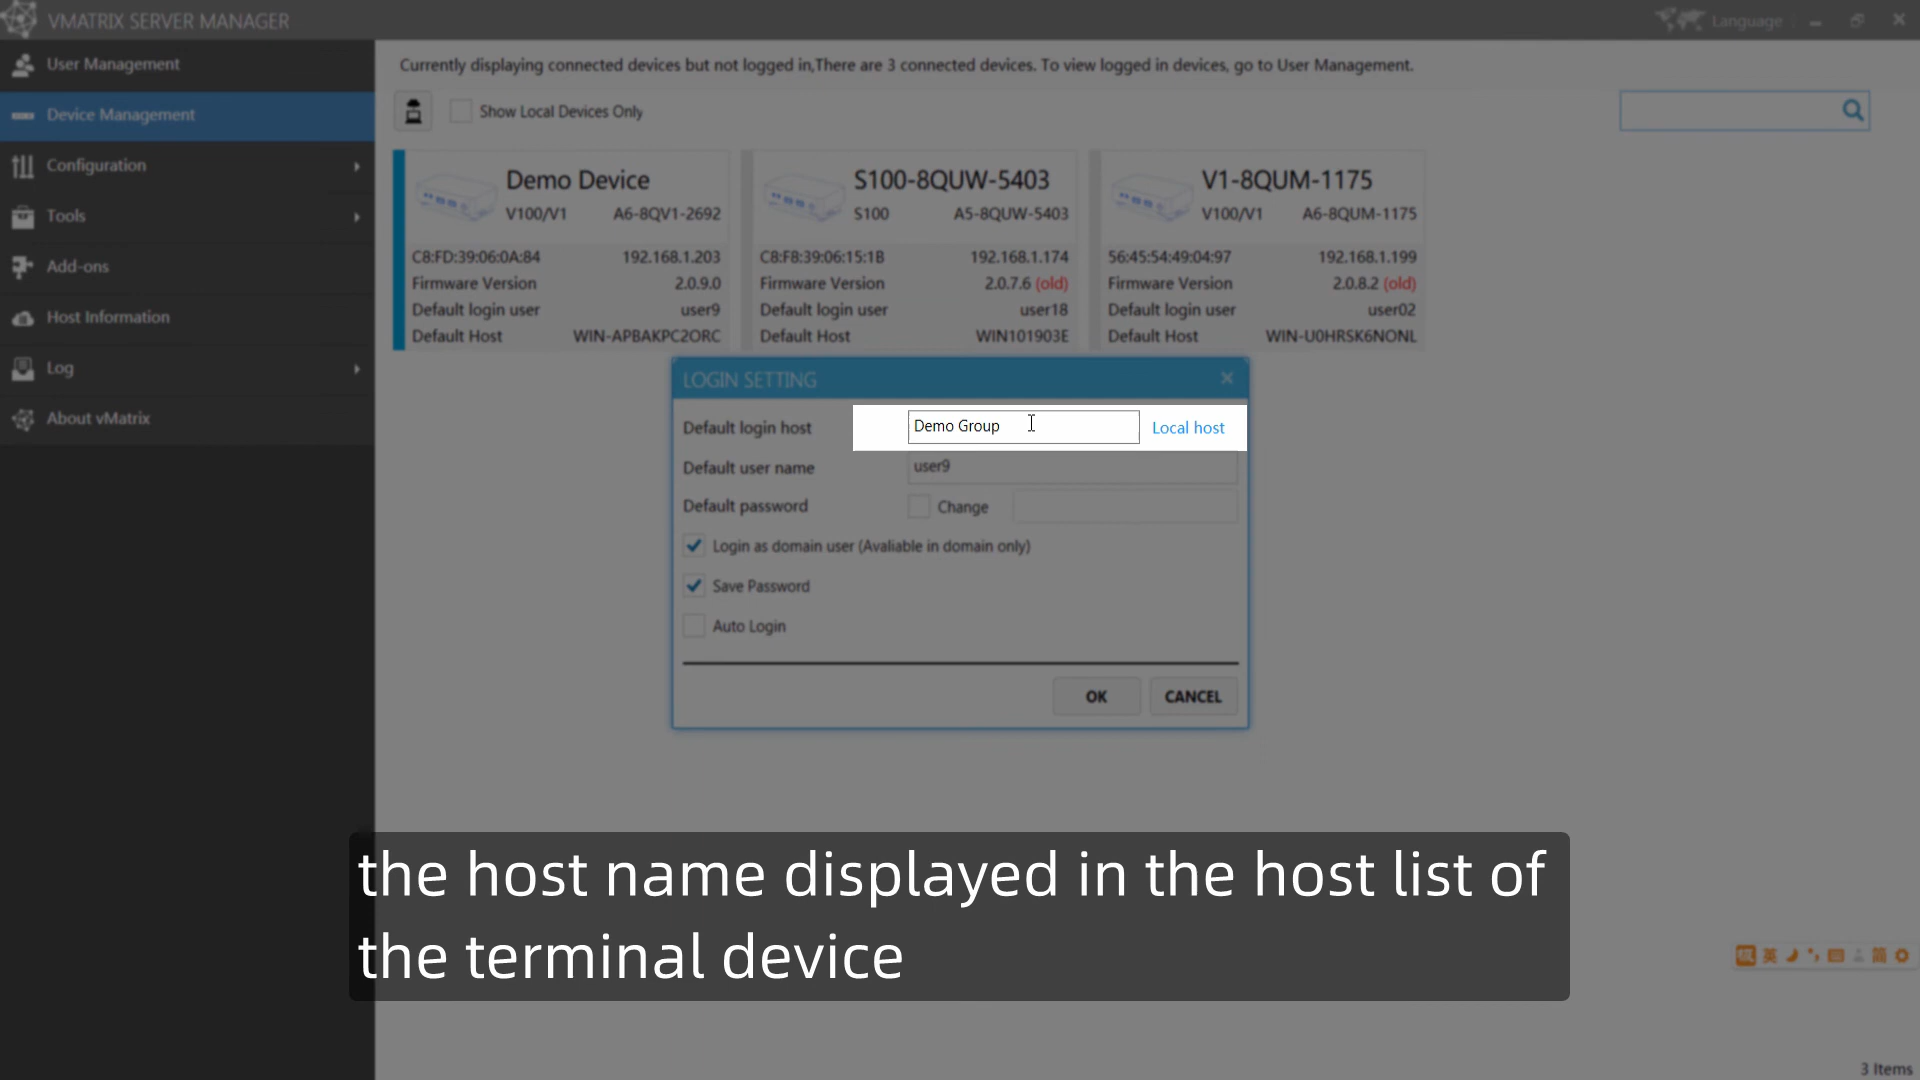 VMATRIX SERVER MANAGER
Language
User Management
Device Management
Configuration
Tools
Add-ons
Host Information
Log
About vMatrix
Currently displaying connected devices but not logged in,There are 3 connected devices. To view logged in devices, go to User Management.
Show Local Devices Only
Demo Device
V100/V1 A6-8QV1-2692
C8:FD:39:06:0A:84 192.168.1.203
Firmware Version 2.0.9.0
Default login user user9
Default Host WIN-APBAKPC2ORC
S100-8QUW-5403
S100 A5-8QUW-5403
C8:F8:39:06:15:1B 192.168.1.174
Firmware Version 2.0.7.6 (old)
Default login user user18
Default Host WIN101903E
V1-8QUM-1175
V100/V1 A6-8QUM-1175
56:45:54:49:04:97 192.168.1.199
Firmware Version 2.0.8.2 (old)
Default login user user02
Default Host WIN-U0HRSK6NONL
LOGIN SETTING
Default login host Demo Group Local host
Default user name user9
Default password Change
Login as domain user (Avaliable in domain only)
Save Password
Auto Login
OK CANCEL
the host name displayed in the host list of
the terminal device
英 简
3 Items